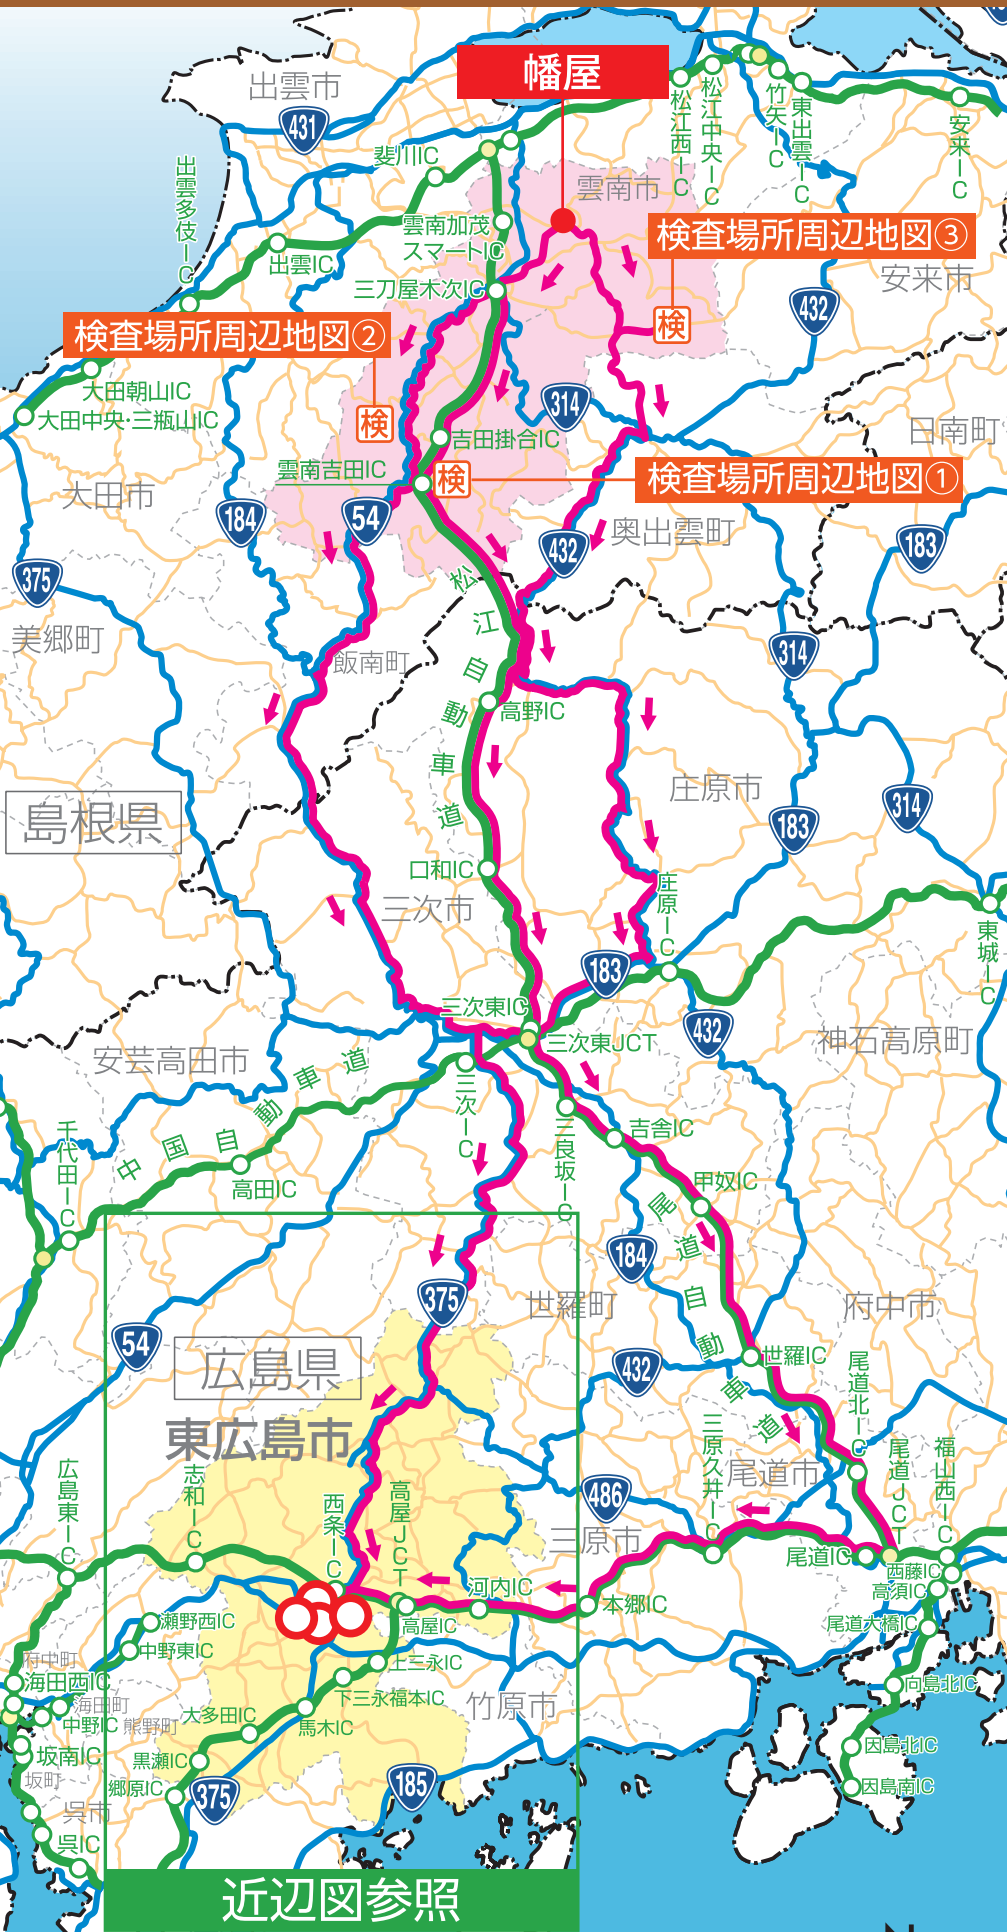 幡屋
出雲市
431
松江西IC
松江中央IC
竹矢IC
東出雲IC
安来IC
斐川IC
出雲多伎IC
雲南市
雲南加茂
スマートIC
検査場所周辺地図③
出雲IC
安来市
三刀屋木次IC
432
検査場所周辺地図②
検
検
大田朝山IC
314
大田中央・三瓶山IC
日南町
吉田掛合IC
雲南吉田IC
検
検査場所周辺地図①
大田市
184
54
奥出雲町
432
183
375
松江自動車道
美郷町
飯南町
314
高野IC
庄原市
島根県
183
314
口和IC
三次市
庄原IC
東城IC
183
三次東IC
432
三次東JCT
神石高原町
安芸高田市
中国自動車道
三次IC
三良坂IC
吉舎IC
千代田IC
高田IC
甲奴IC
尾道自動車道
184
375
世羅町
府中市
54
広島県
世羅IC
432
尾道北IC
東広島市
三原久井IC
尾道市
尾道JCT
福山西IC
広島東IC
志和IC
西条IC
高屋JCT
486
三原市
尾道IC
西藤IC
高須IC
河内IC
本郷IC
高屋IC
瀬野西IC
尾道大橋IC
中野東IC
府中町
上三永IC
海田西IC
向島北IC
下三永福本IC
海田町
竹原市
中野IC
熊野町
大多田IC
馬木IC
坂南IC
因島北IC
黒瀬IC
坂町
郷原IC
375
185
因島南IC
呉市
呉IC
近辺図参照